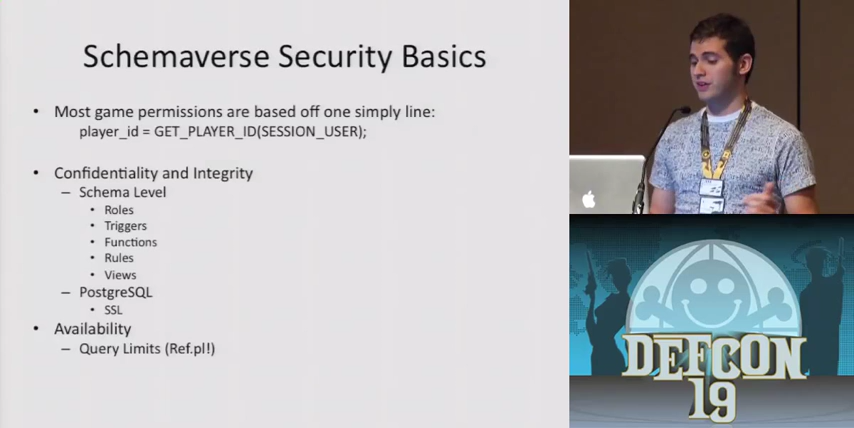 Schemaverse Security Basics
• Most game permissions are based off one simply line:
player_id = GET_PLAYER_ID(SESSION_USER);
• Confidentiality and Integrity
– Schema Level
• Roles
• Triggers
• Functions
• Rules
• Views
– PostgreSQL
• SSL
• Availability
– Query Limits (Ref.pl!)
DEFCON
19